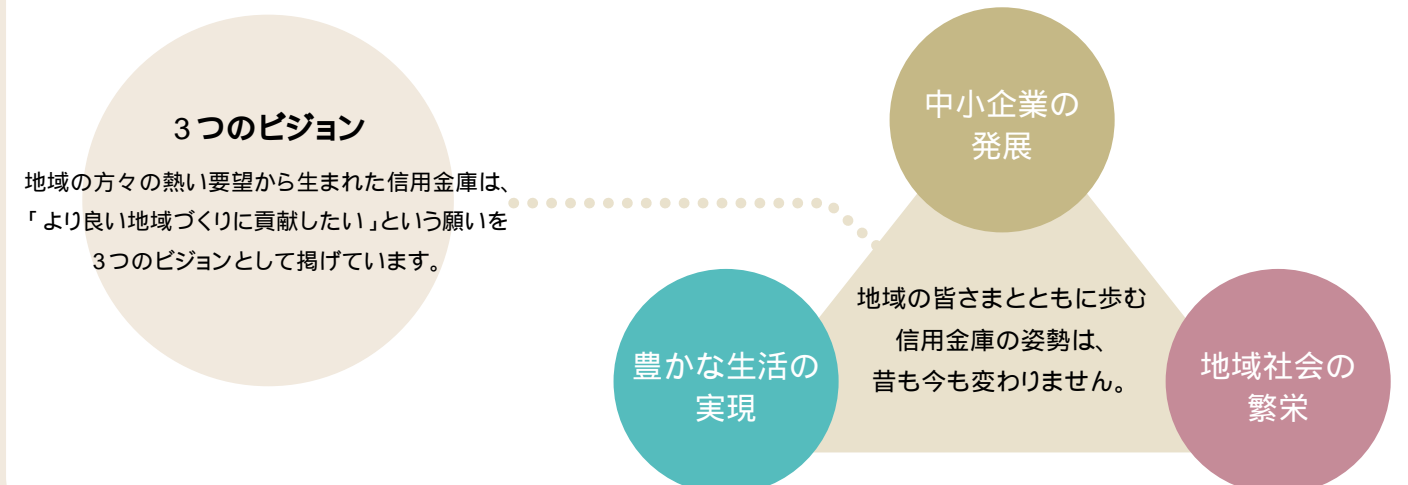 3つのビジョン
地域の方々の熱い要望から生まれた信用金庫は、
「より良い地域づくりに貢献したい」という願いを
3つのビジョンとして掲げています。
中小企業の
発展
地域の皆さまとともに歩む
信用金庫の姿勢は、
昔も今も変わりません。
豊かな生活の
実現
地域社会の
繁栄